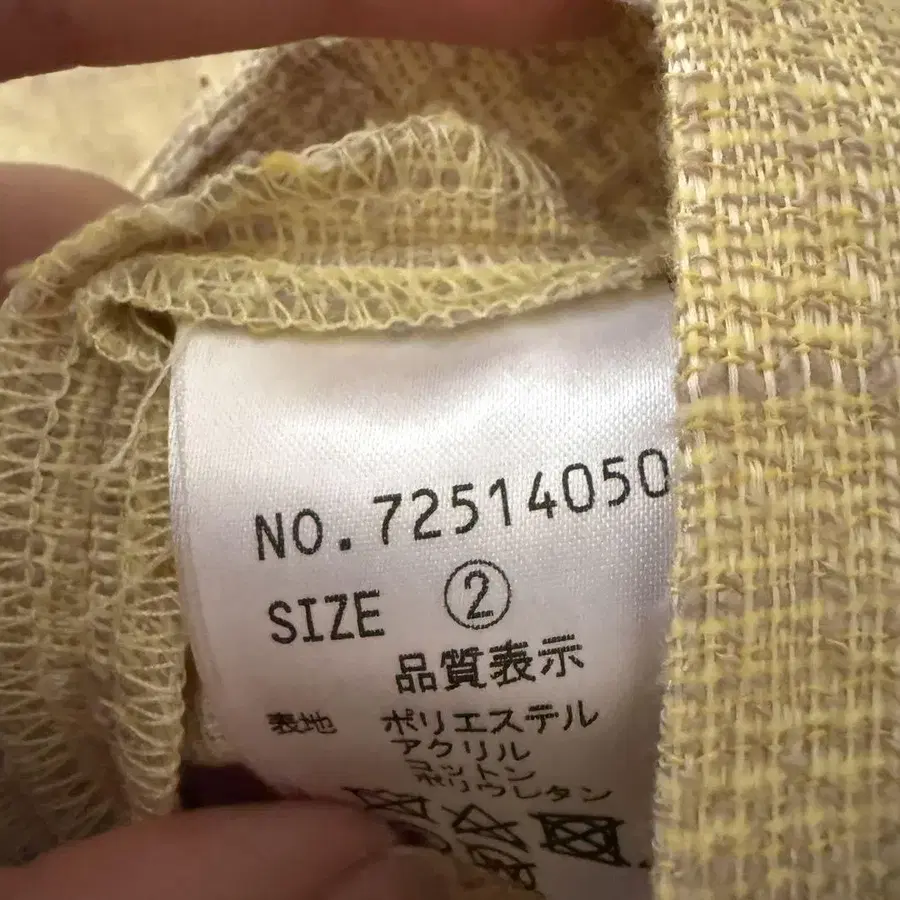 NO. 72514050
SIZE ②
品質表示
表地 ポリエステル
アクリル
コットン
ポリウレタン